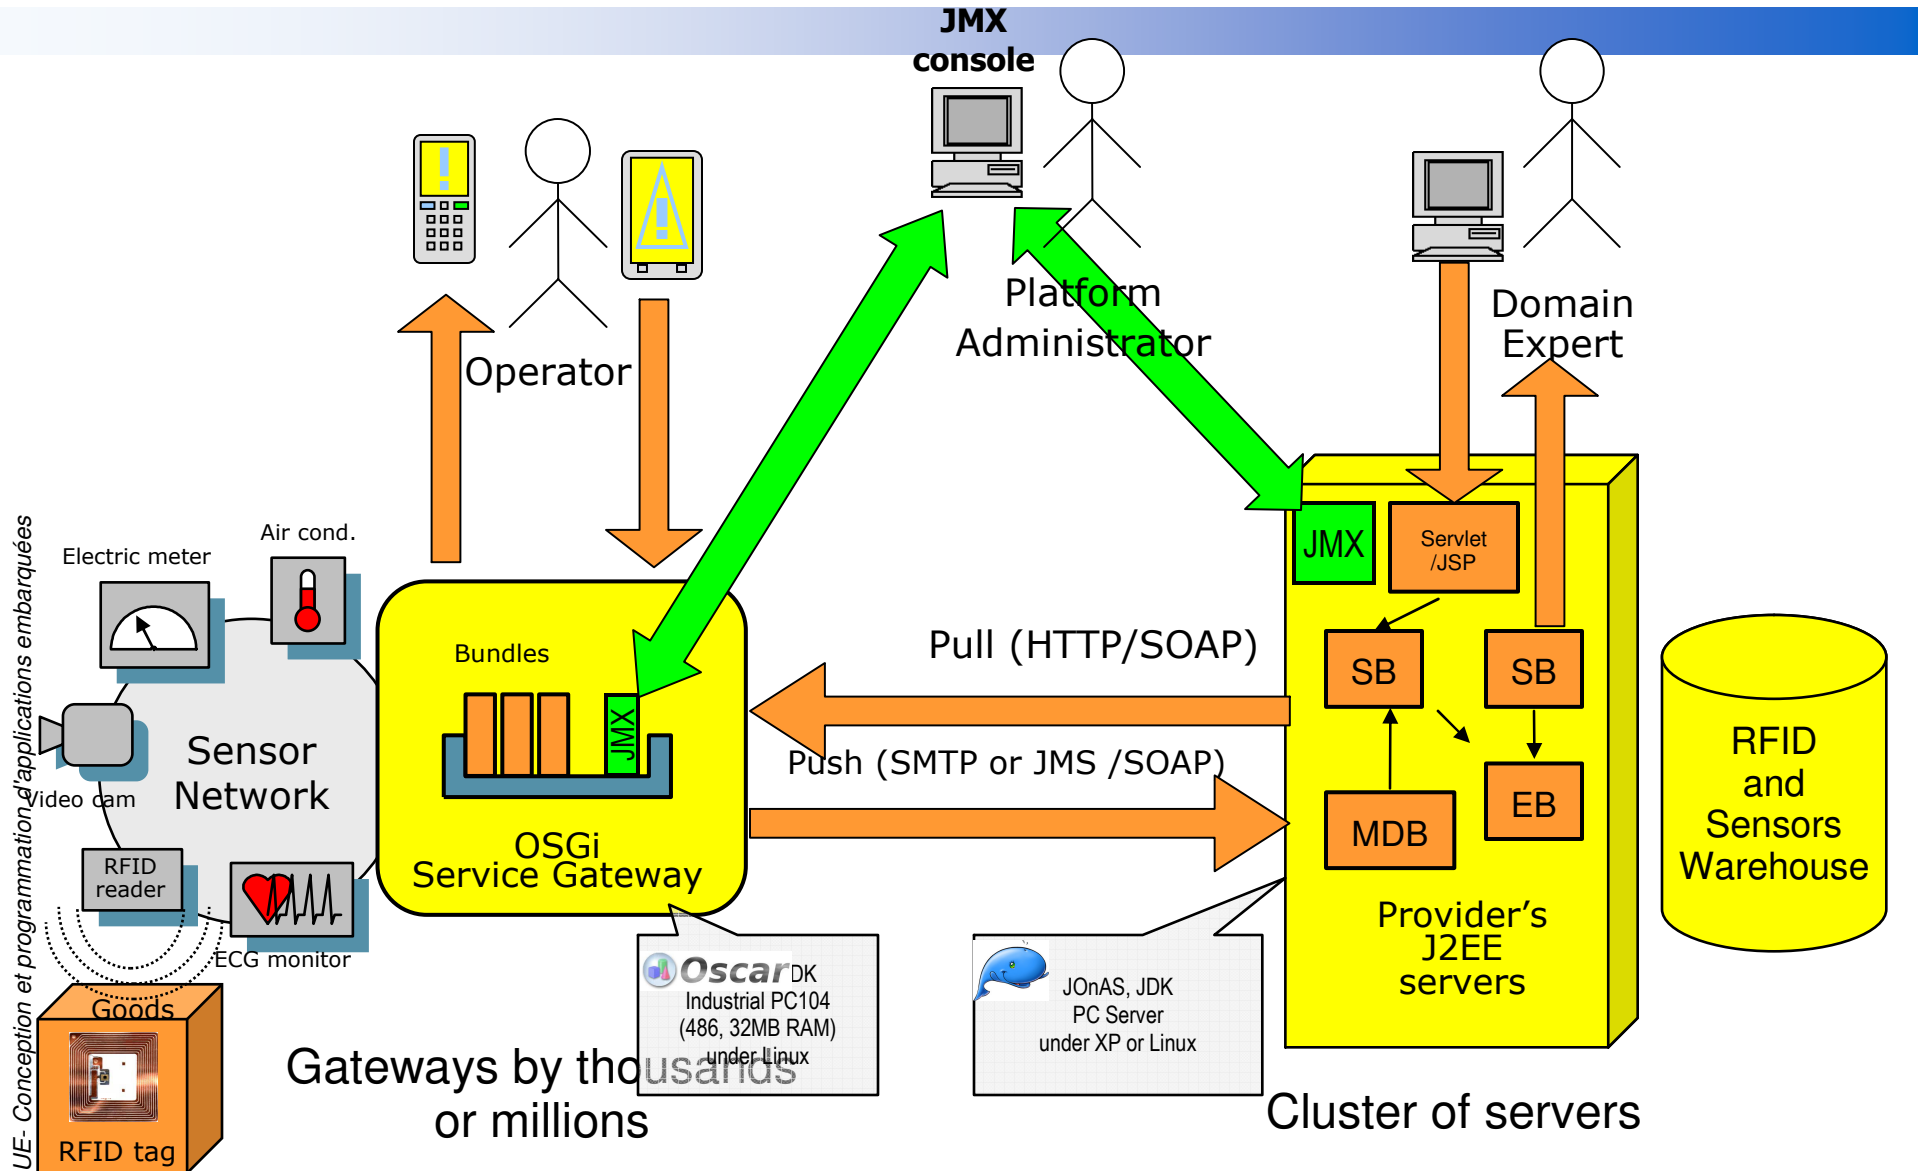 JMX
console
Platform
Administrator
Domain
Expert
Operator
Air cond.
Electric meter
Video cam
Sensor
Network
RFID
reader
ECG monitor
Goods
RFID tag
Bundles
JMX
OSGi
Service Gateway
Pull (HTTP/SOAP)
Push (SMTP or JMS /SOAP)
JMX
Servlet
/JSP
SB
SB
MDB
EB
Provider’s
J2EE
servers
RFID
and
Sensors
Warehouse
Oscar DK
Industrial PC104
(486, 32MB RAM)
under Linux
JOnAS, JDK
PC Server
under XP or Linux
Gateways by thousands
or millions
Cluster of servers
UE- Conception et programmation d'applications embarquées